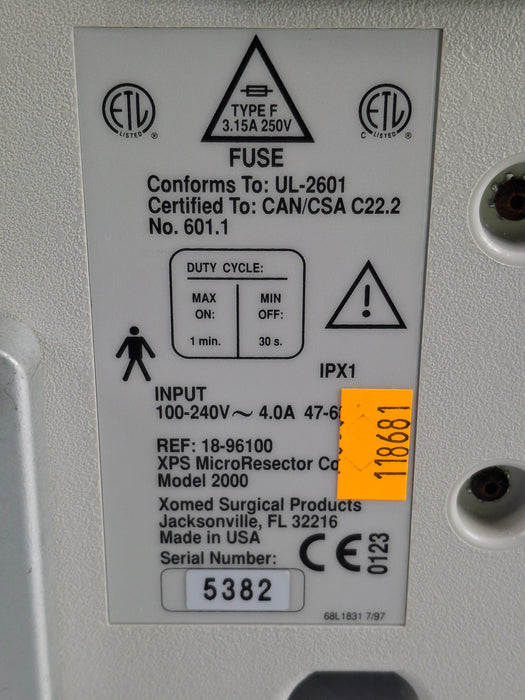 ETL
LISTED
®
TYPE F
3.15A 250V
ETL
C LISTED
®
FUSE
Conforms To: UL-2601
Certified To: CAN/CSA C22.2
No. 601.1
DUTY CYCLE:
MAX MIN
ON: OFF:
1 min. 30 s.
IPX1
INPUT
100-240V ~ 4.0A 47-6
REF: 18-96100
XPS MicroResector Co
Model 2000
118681
Xomed Surgical Products
Jacksonville, FL 32216
Made in USA
Serial Number:
CE
0123
5382
68L1831 7/97